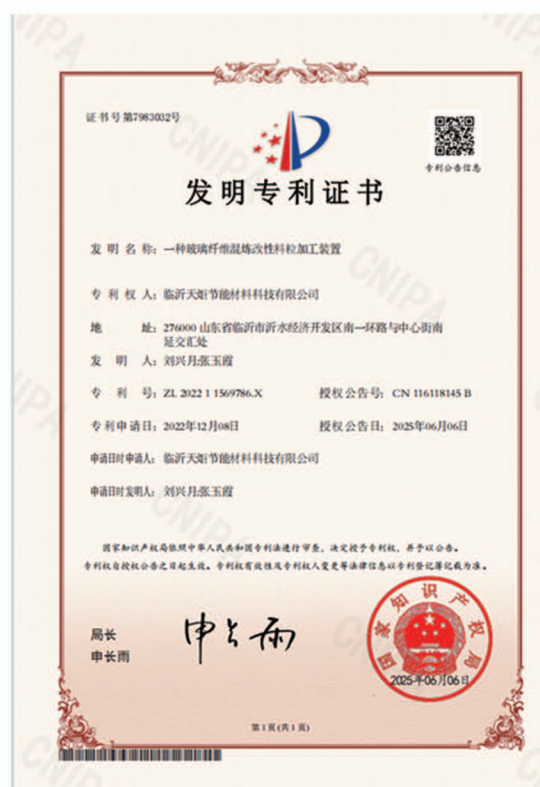 证书号第7983032号
专利公告信息
发明专利证书
发明名称：一种玻璃纤维混炼改性料粒加工装置
专利权人：临沂天炬节能材料科技有限公司
地址：276000 山东省临沂市沂水经济开发区南一环路与中心街南
延交汇处
发明人：刘兴月;张玉霞
专利号：ZL 2022 1 1569786.X 授权公告号：CN 116118145 B
专利申请日：2022年12月08日 授权公告日：2025年06月06日
申请日时申请人：临沂天炬节能材料科技有限公司
申请日时发明人：刘兴月;张玉霞
国家知识产权局依照中华人民共和国专利法进行审查，决定授予专利权，并予以公告。
专利权自授权公告之日起生效。专利权有效性及专利权人变更等法律信息以专利登记簿记载为准。
局长
申长雨
申长雨
国家知识产权局
2025年06月06日
第1页(共1页)
CNIPA